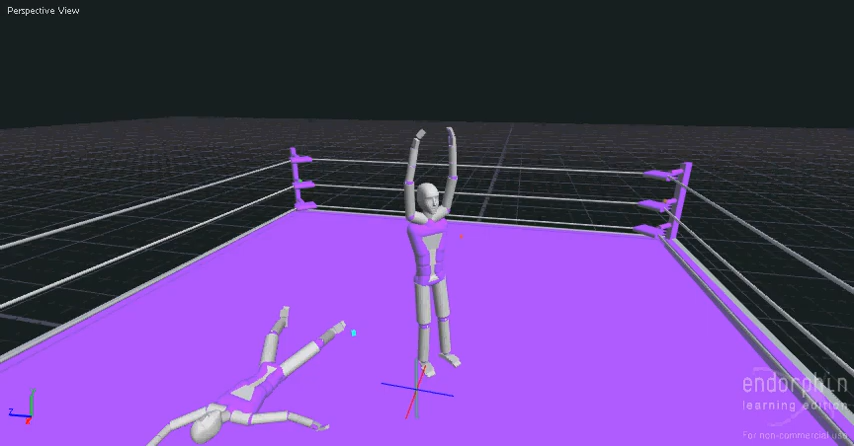 Perspective View
Z
endorphin
learning edition
For non-commercial use